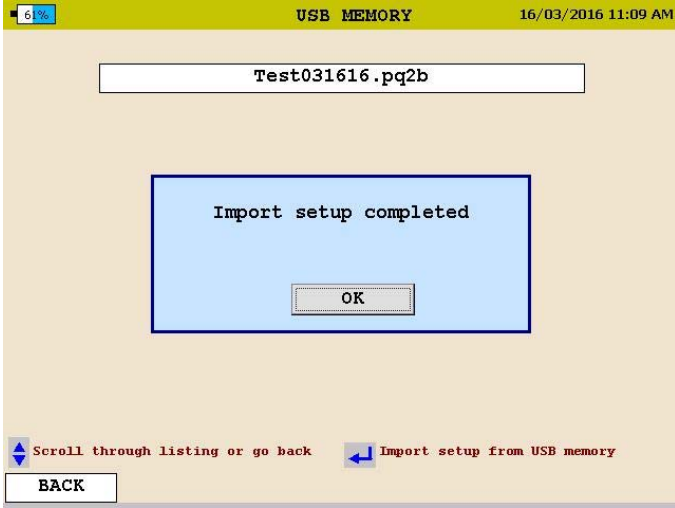 61% USB MEMORY 16/03/2016 11:09 AM
Test031616.pq2b
Import setup completed
OK
Scroll through listing or go back Import setup from USB memory
BACK